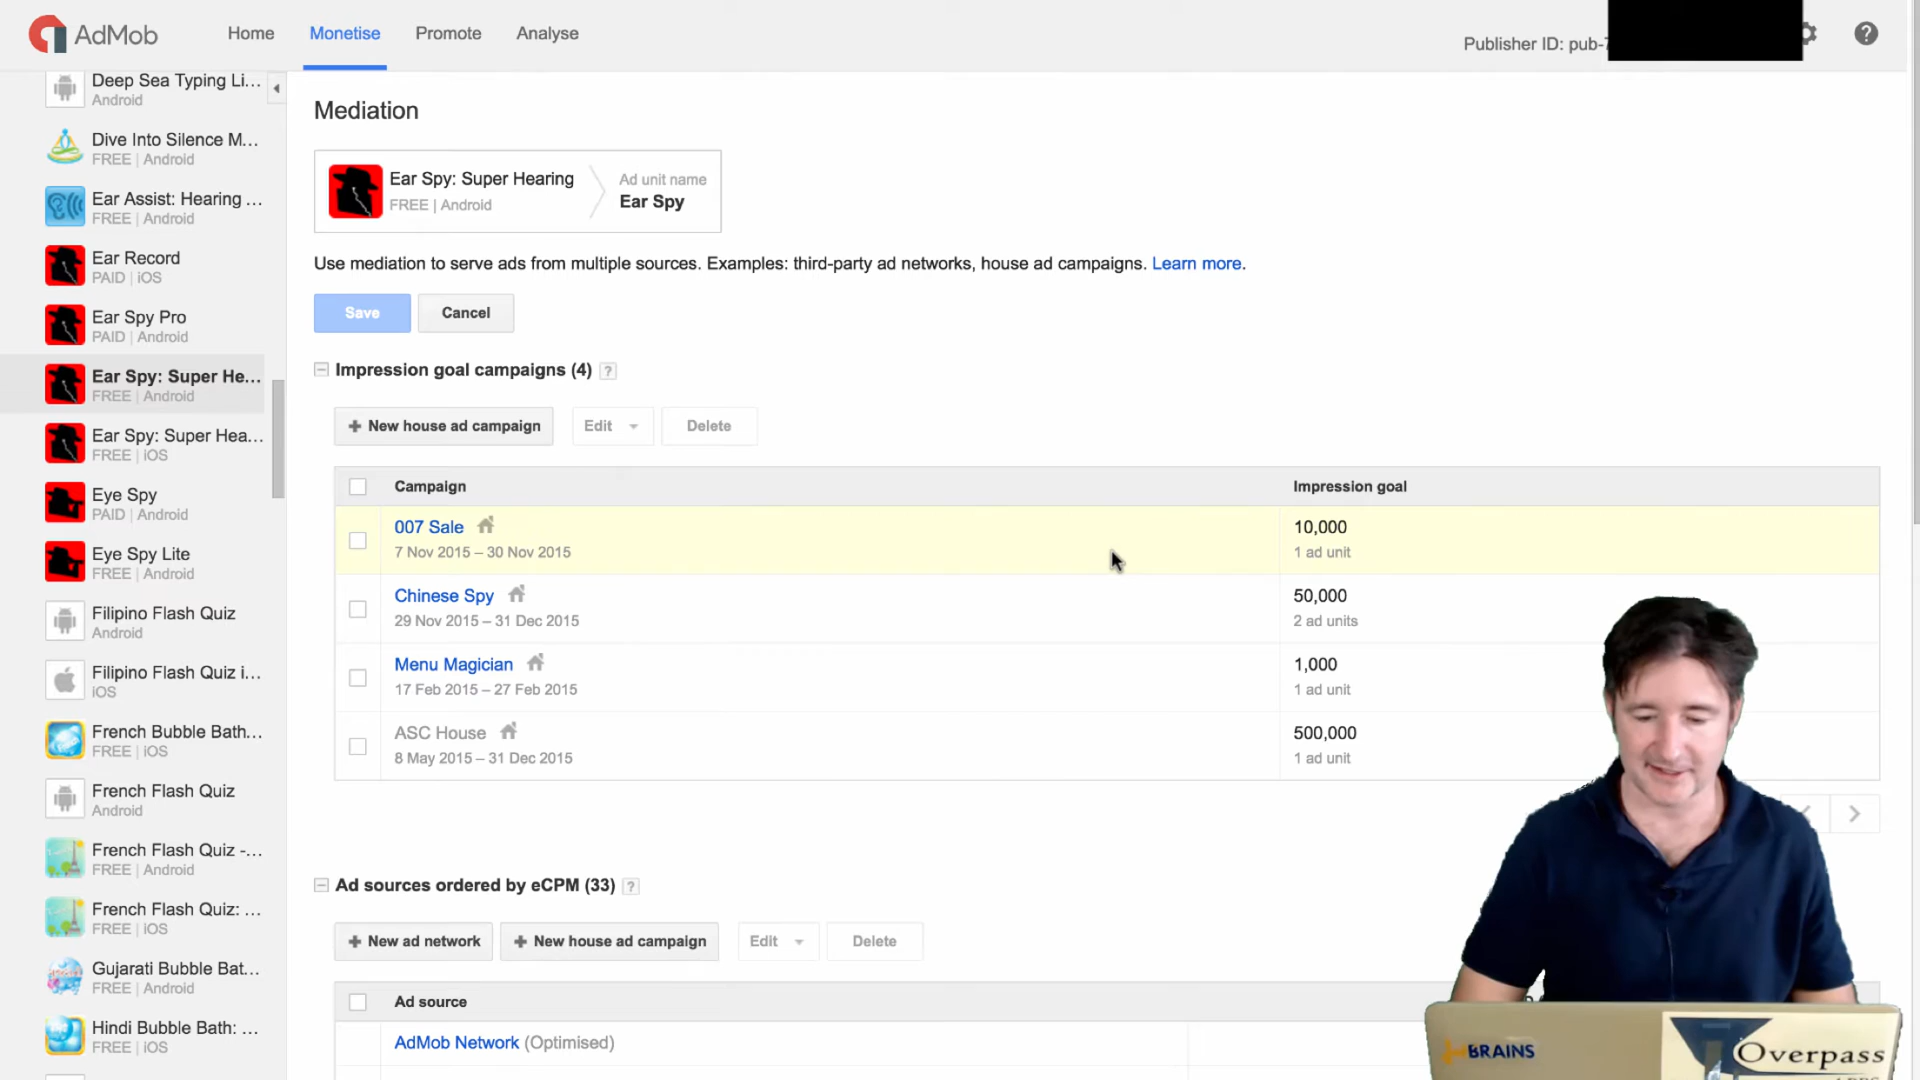 AdMob
Home
Monetise
Promote
Analyse
Publisher ID: pub-7
Deep Sea Typing Li...
Android
Dive Into Silence M...
FREE | Android
Ear Assist: Hearing ...
FREE | Android
Ear Record
PAID | iOS
Ear Spy Pro
PAID | Android
Ear Spy: Super He...
FREE | Android
Ear Spy: Super Hea...
FREE | iOS
Eye Spy
PAID | Android
Eye Spy Lite
FREE | Android
Filipino Flash Quiz
Android
Filipino Flash Quiz i...
iOS
French Bubble Bath...
FREE | iOS
French Flash Quiz
Android
French Flash Quiz -...
FREE | Android
French Flash Quiz: ...
FREE | iOS
Gujarati Bubble Bat...
FREE | Android
Hindi Bubble Bath: ...
FREE | iOS
Mediation
Ear Spy: Super Hearing
FREE | Android
Ad unit name
Ear Spy
Use mediation to serve ads from multiple sources. Examples: third-party ad networks, house ad campaigns. Learn more.
Save
Cancel
Impression goal campaigns (4) ?
+ New house ad campaign
Edit
Delete
Campaign
Impression goal
007 Sale
10,000
7 Nov 2015 – 30 Nov 2015
1 ad unit
Chinese Spy
50,000
29 Nov 2015 – 31 Dec 2015
2 ad units
Menu Magician
1,000
17 Feb 2015 – 27 Feb 2015
1 ad unit
ASC House
500,000
8 May 2015 – 31 Dec 2015
1 ad unit
Ad sources ordered by eCPM (33) ?
+ New ad network
+ New house ad campaign
Edit
Delete
Ad source
AdMob Network (Optimised)
BRAINS
Overpass